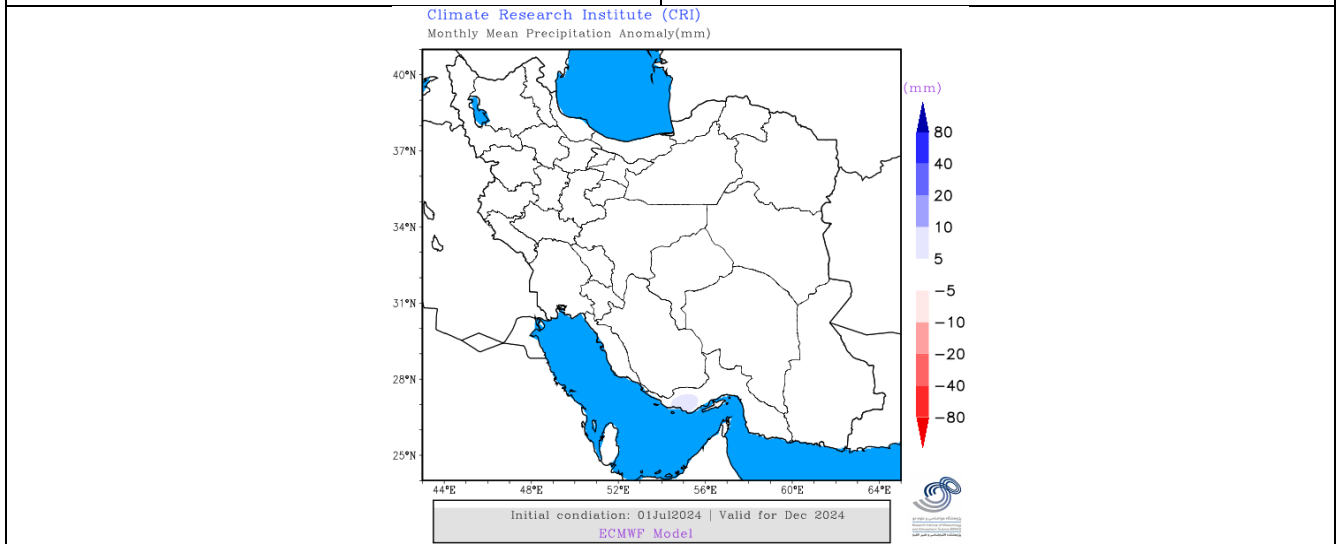 Climate Research Institute (CRI)
Monthly Mean Precipitation Anomaly(mm)
40°N
37°N
34°N
31°N
28°N
25°N
44°E 48°E 52°E 56°E 60°E 64°E
(mm)
80
40
20
10
5
−5
−10
−20
−40
−80
Initial condiation: 01Jul2024 | Valid for Dec 2024
ECMWF Model